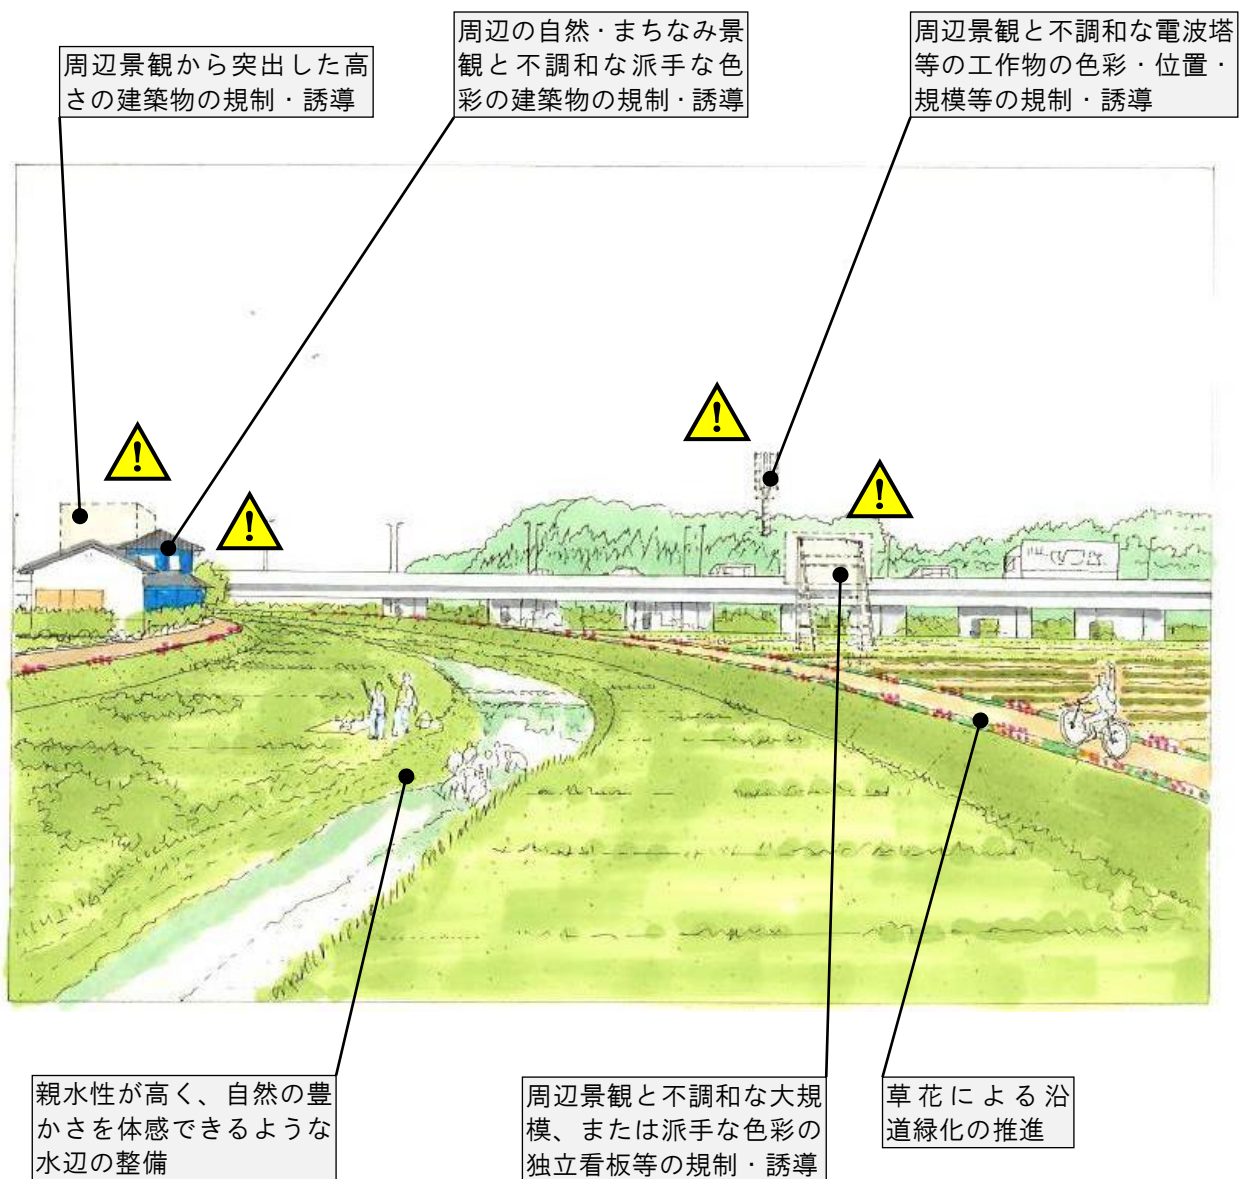 周辺景観から突出した高
さの建築物の規制・誘導
周辺の自然・まちなみ景
観と不調和な派手な色
彩の建築物の規制・誘導
周辺景観と不調和な電波塔
等の工作物の色彩・位置・
規模等の規制・誘導
親水性が高く、自然の豊
かさを体感できるような
水辺の整備
周辺景観と不調和な大規
模、または派手な色彩の
独立看板等の規制・誘導
草花による沿
道緑化の推進